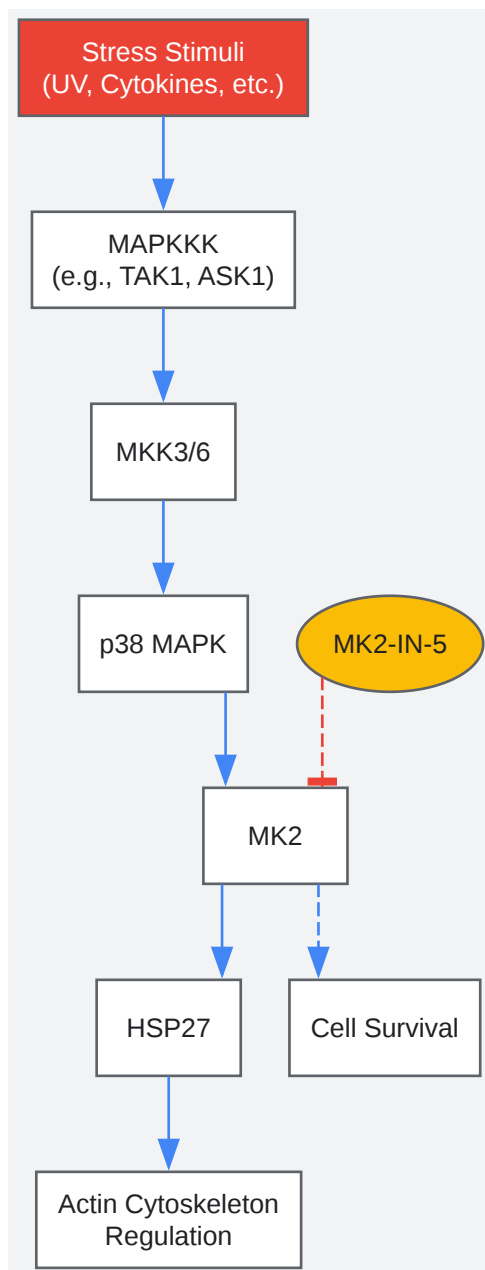 Stress Stimuli
(UV, Cytokines, etc.)
MAPKKK
(e.g., TAK1, ASK1)
MKK3/6
p38 MAPK
MK2-IN-5
MK2
HSP27
Cell Survival
Actin Cytoskeleton
Regulation